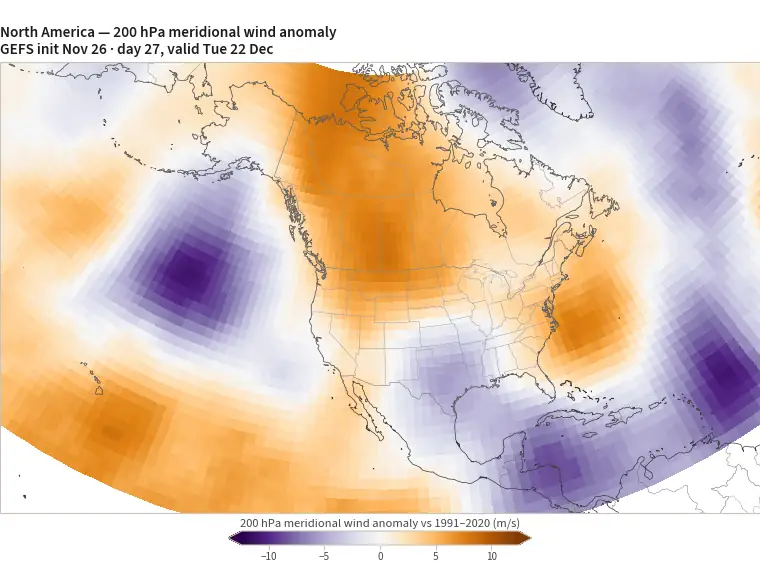 North America — 200 hPa meridional wind anomaly
GEFS init Nov 26 · day 27, valid Tue 22 Dec
200 hPa meridional wind anomaly vs 1991–2020 (m/s)
−10 −5 0 5 10